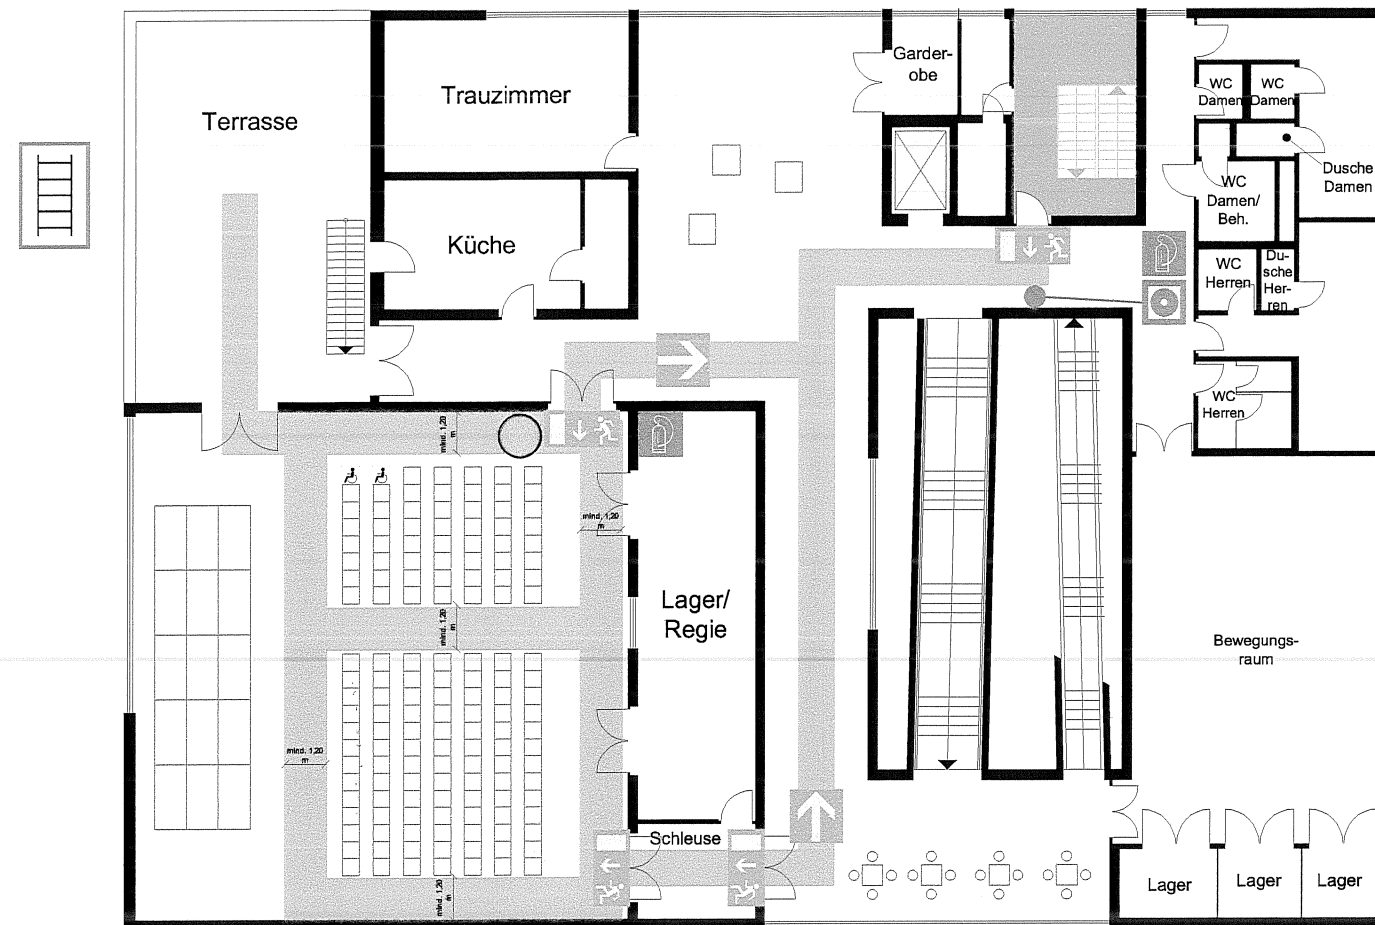 Garder-
obe
WC
Damen
WC
Damen
Trauzimmer
Terrasse
Dusche
Damen
WC
Damen/
Beh.
Küche
WC
Herren
Du-
sche
Her-
ren
WC
Herren
mind. 1,20
m
mind. 1,20
m
mind. 1,20
m
Lager/
Regie
Bewegungs-
raum
mind. 1,20
m
Schleuse
mind. 1,20
m
Lager
Lager
Lager